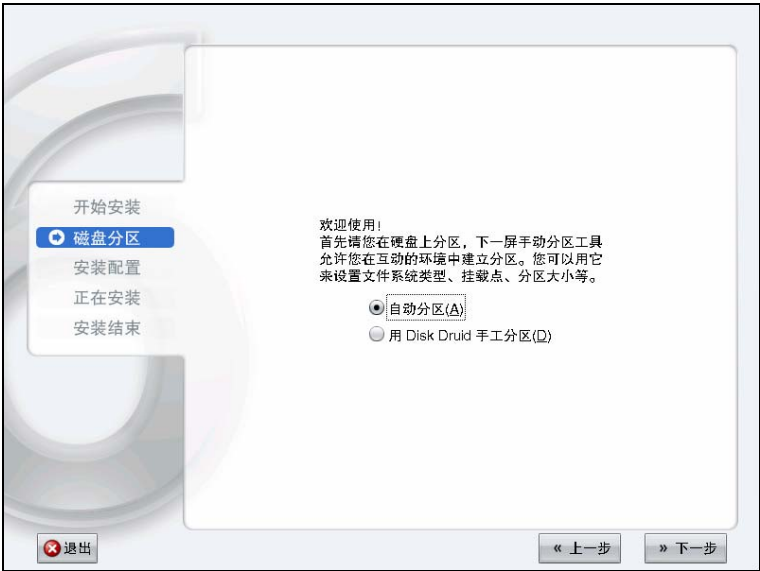 开始安装
磁盘分区
安装配置
正在安装
安装结束
欢迎使用!
首先请您在硬盘上分区，下一屏手动分区工具
允许您在互动的环境中建立分区。您可以用它
来设置文件系统类型、挂载点、分区大小等。
自动分区(A)
用 Disk Druid 手工分区(D)
退出
« 上一步
» 下一步